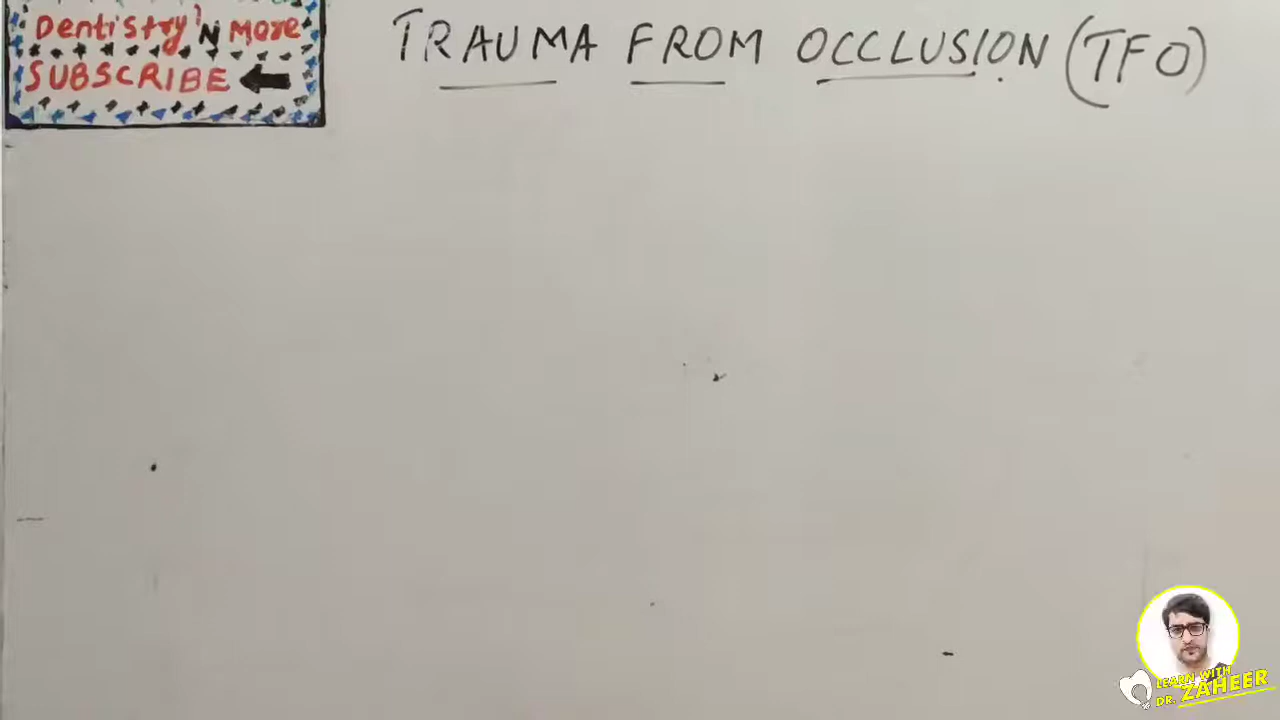 Dentistry'N More
SUBSCRIBE
TRAUMA FROM OCCLUSION (TFO)
LEARN WITH
DR. ZAHEER